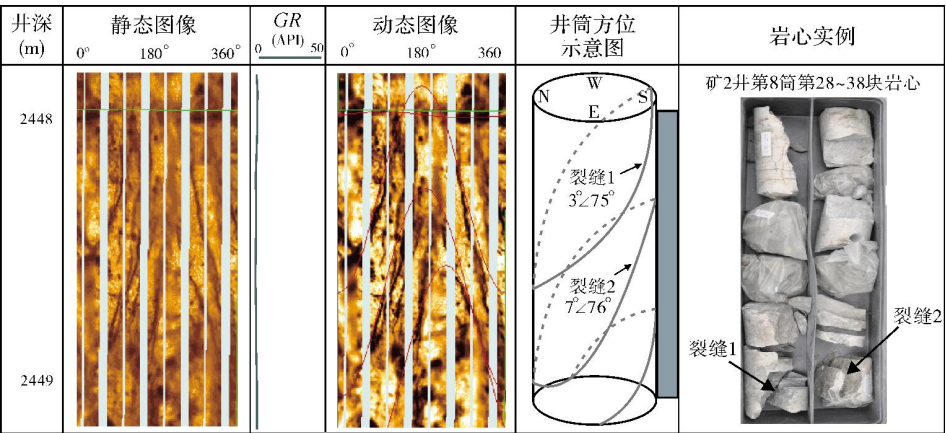 井深
(m)
静态图像
0° 180° 360°
GR
(API)
0 50
动态图像
0° 180° 360
井筒方位
示意图
岩心实例
2448
2449
W
N S
E
裂缝1
3°∠75°
裂缝2
7°∠76°
矿2井第8筒第28~38块岩心
裂缝2
裂缝1